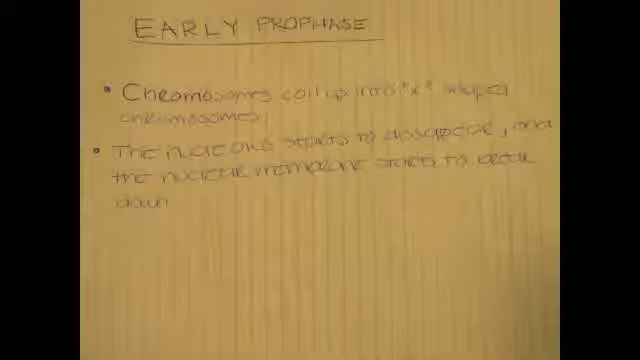 EARLY PROPHASE
• Chromosomes coil up into "x" shaped
chromosomes.
• The nucleolus starts to dissappear, and
the nuclear membrane starts to break
down